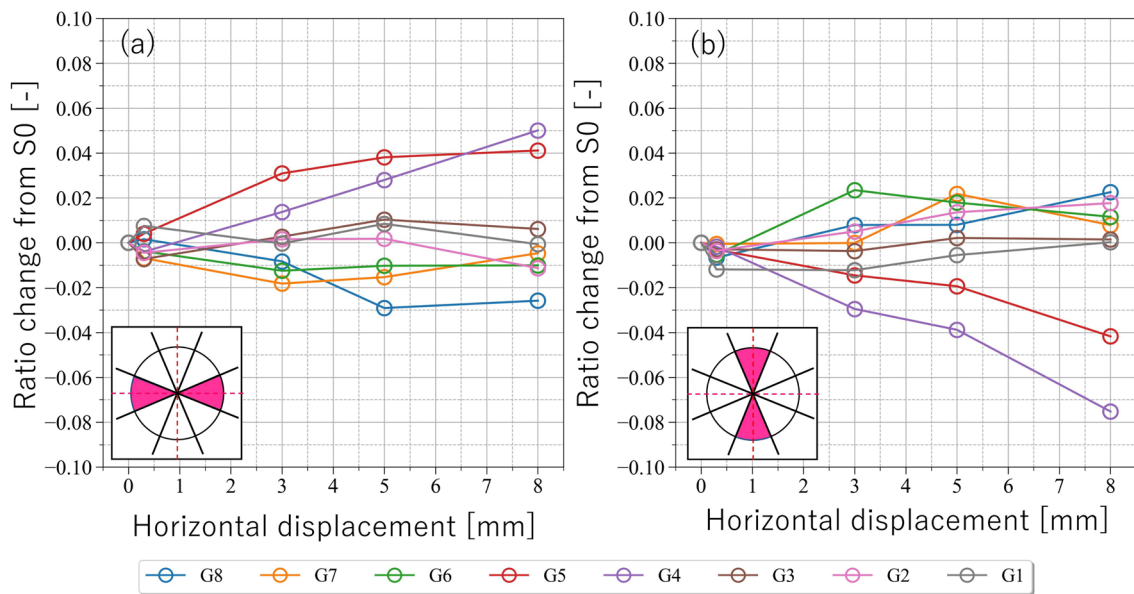 (a)
Ratio change from S0 [-]
0.10
0.08
0.06
0.04
0.02
0.00
−0.02
−0.04
−0.06
−0.08
−0.10
0 1 2 3 4 5 6 7 8
Horizontal displacement [mm]
(b)
Ratio change from S0 [-]
0.10
0.08
0.06
0.04
0.02
0.00
−0.02
−0.04
−0.06
−0.08
−0.10
0 1 2 3 4 5 6 7 8
Horizontal displacement [mm]
G8 G7 G6 G5 G4 G3 G2 G1